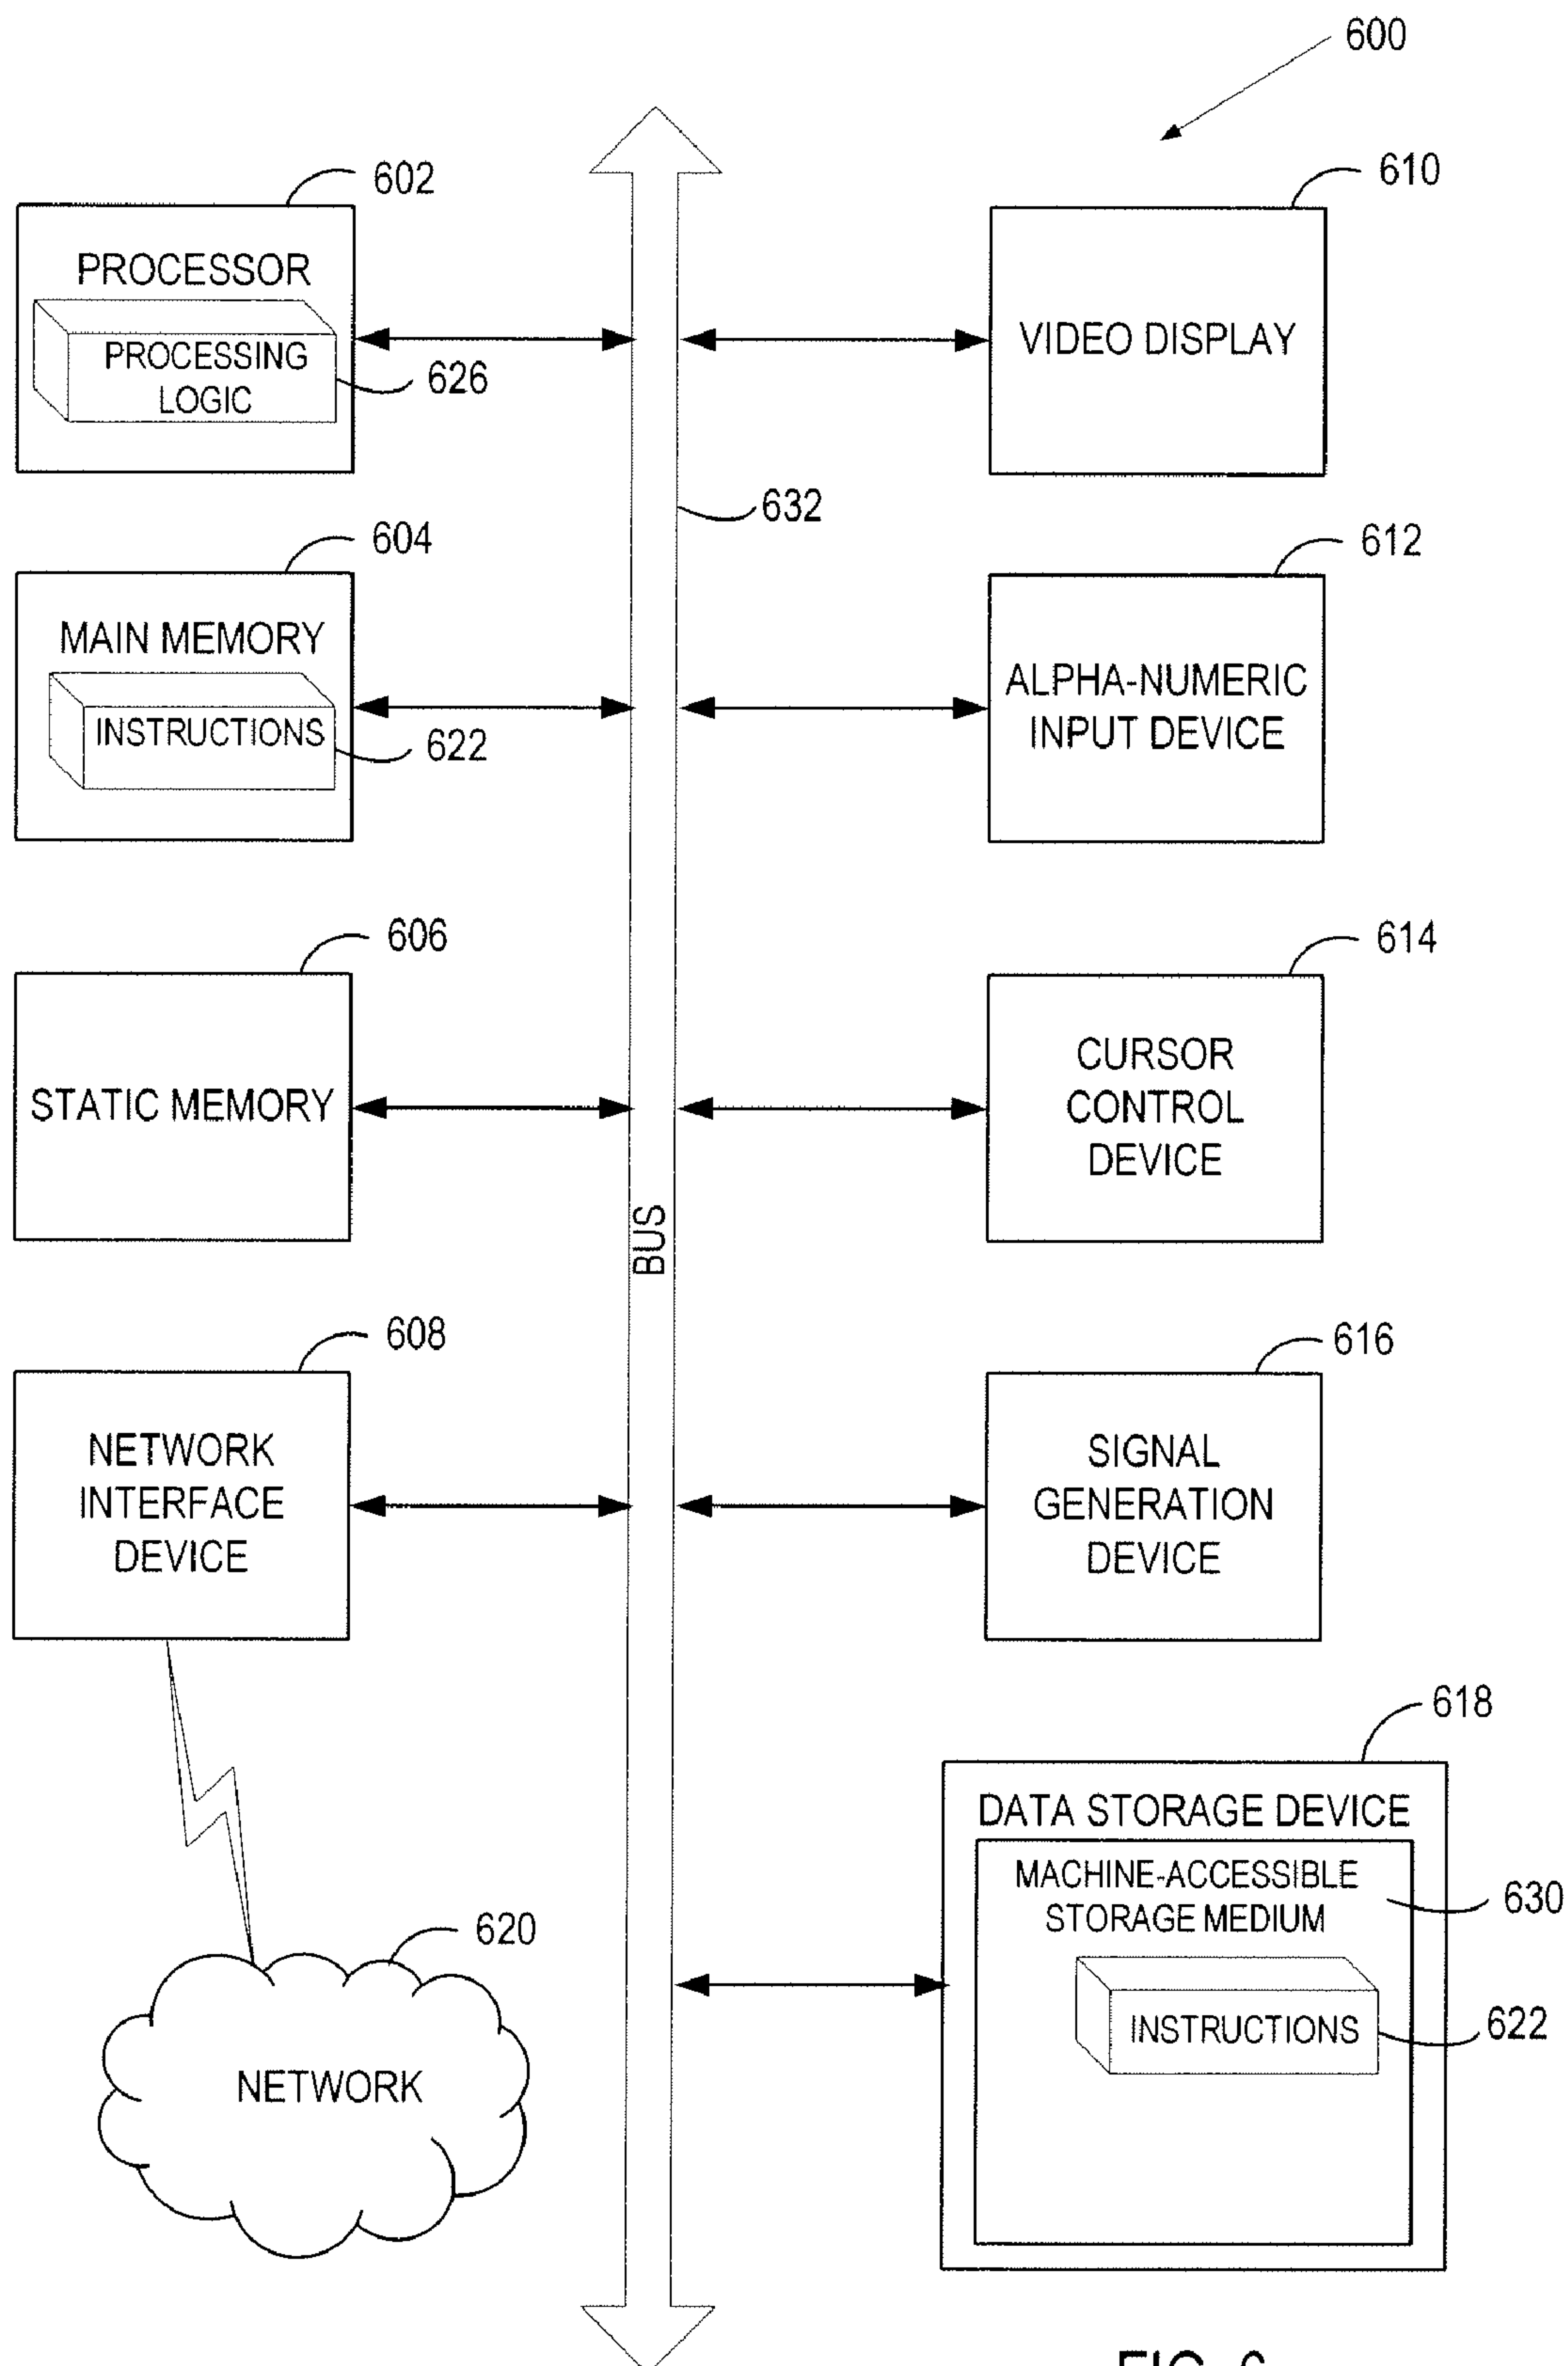 600
602
PROCESSOR
PROCESSING
LOGIC
626
610
VIDEO DISPLAY
632
604
MAIN MEMORY
INSTRUCTIONS
622
612
ALPHA-NUMERIC
INPUT DEVICE
606
STATIC MEMORY
614
CURSOR
CONTROL
DEVICE
BUS
608
NETWORK
INTERFACE
DEVICE
616
SIGNAL
GENERATION
DEVICE
618
DATA STORAGE DEVICE
MACHINE-ACCESSIBLE
STORAGE MEDIUM
630
INSTRUCTIONS
622
620
NETWORK
FIG. 6